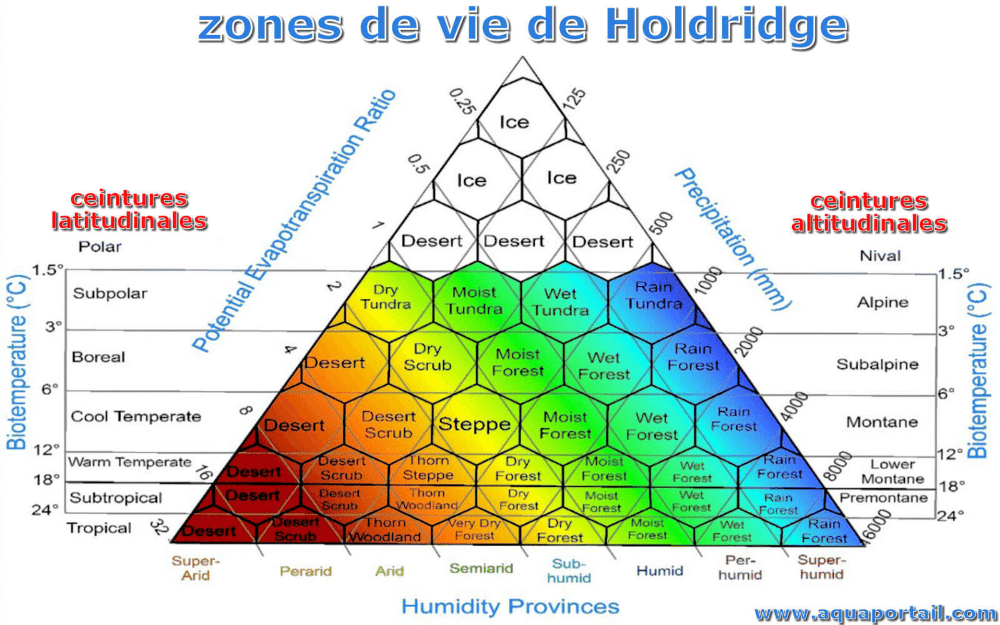 zones de vie de Holdridge
0.25
125
Ice
0.5
250
Ice
Ice
Potential Evapotranspiration Ratio
Precipitation (mm)
ceintures
latitudinales
ceintures
altitudinales
1
500
Desert
Desert
Desert
Polar
Nival
Biotemperature (°C)
Biotemperature (°C)
1.5°
1.5°
2
1000
Subpolar
Dry
Tundra
Moist
Tundra
Wet
Tundra
Rain
Tundra
Alpine
3°
3°
4
2000
Boreal
Desert
Dry
Scrub
Moist
Forest
Wet
Forest
Rain
Forest
Subalpine
6°
6°
8
4000
Cool Temperate
Desert
Desert
Scrub
Steppe
Moist
Forest
Wet
Forest
Rain
Forest
Montane
12°
12°
16
8000
Warm Temperate
Desert
Desert
Scrub
Thorn
Steppe
Dry
Forest
Moist
Forest
Wet
Forest
Rain
Forest
Lower
Montane
18°
18°
Subtropical
Desert
Desert
Scrub
Thorn
Woodland
Dry
Forest
Moist
Forest
Wet
Forest
Rain
Forest
Premontane
24°
24°
32
16000
Tropical
Desert
Desert
Scrub
Thorn
Woodland
Very Dry
Forest
Dry
Forest
Moist
Forest
Wet
Forest
Rain
Forest
Super-
Arid
Perarid
Arid
Semiarid
Sub-
humid
Humid
Per-
humid
Super-
humid
Humidity Provinces
www.aquaportail.com